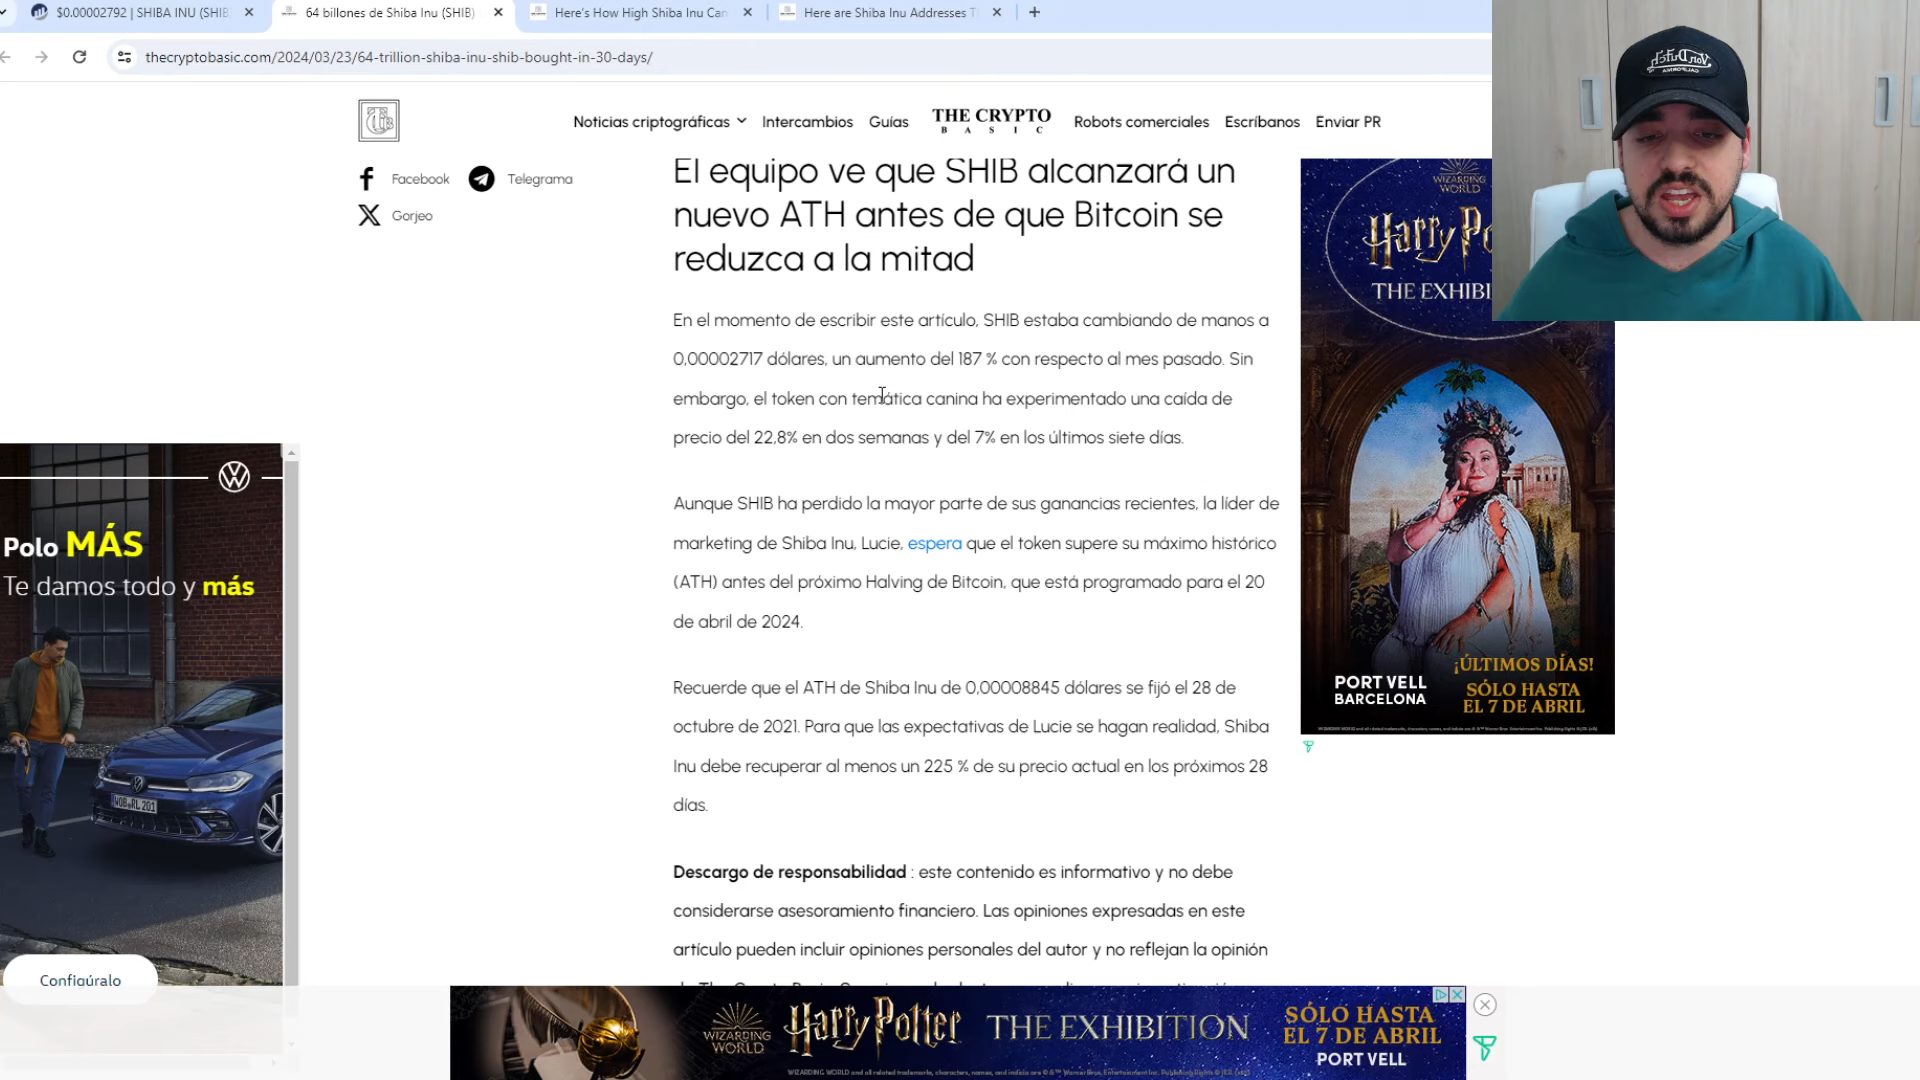 $0.00002792 | SHIBA INU (SHIB
64 billones de Shiba Inu (SHIB)
Here's How High Shiba Inu Can
Here are Shiba Inu Addresses T
thecryptobasic.com/2024/03/23/64-trillion-shiba-inu-shib-bought-in-30-days/
Noticias criptográficas
Intercambios
Guías
THE CRYPTO
BASIC
Robots comerciales
Escríbanos
Enviar PR
Facebook
Telegrama
Gorjeo
El equipo ve que SHIB alcanzará un
nuevo ATH antes de que Bitcoin se
reduzca a la mitad
En el momento de escribir este artículo, SHIB estaba cambiando de manos a
0,00002717 dólares, un aumento del 187 % con respecto al mes pasado. Sin
embargo, el token con temática canina ha experimentado una caída de
precio del 22,8% en dos semanas y del 7% en los últimos siete días.
Aunque SHIB ha perdido la mayor parte de sus ganancias recientes, la líder de
marketing de Shiba Inu, Lucie, espera que el token supere su máximo histórico
(ATH) antes del próximo Halving de Bitcoin, que está programado para el 20
de abril de 2024.
Recuerde que el ATH de Shiba Inu de 0,00008845 dólares se fijó el 28 de
octubre de 2021. Para que las expectativas de Lucie se hagan realidad, Shiba
Inu debe recuperar al menos un 225 % de su precio actual en los próximos 28
días.
Descargo de responsabilidad : este contenido es informativo y no debe
considerarse asesoramiento financiero. Las opiniones expresadas en este
artículo pueden incluir opiniones personales del autor y no reflejan la opinión
Polo MÁS
Te damos todo y más
WOB RL 201
Configúralo
WIZARDING
WORLD
Harry Po
THE EXHIBI
PORT VELL
BARCELONA
¡ÚLTIMOS DÍAS!
SÓLO HASTA
EL 7 DE ABRIL
Von Dutch
CALIFORNIA
WIZARDING
WORLD
Harry Potter
THE EXHIBITION
SÓLO HASTA
EL 7 DE ABRIL
PORT VELL